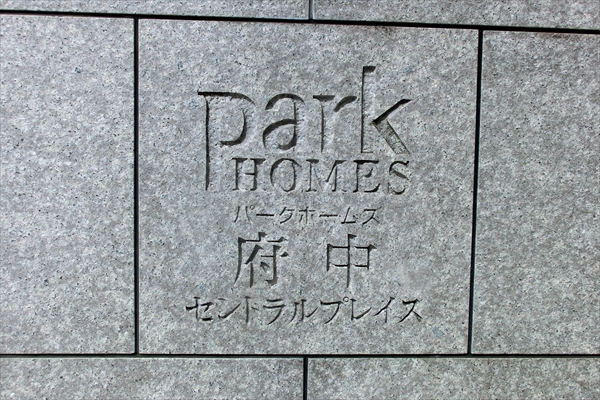 park
HOMES
パークホームズ
府中
セントラルプレイス